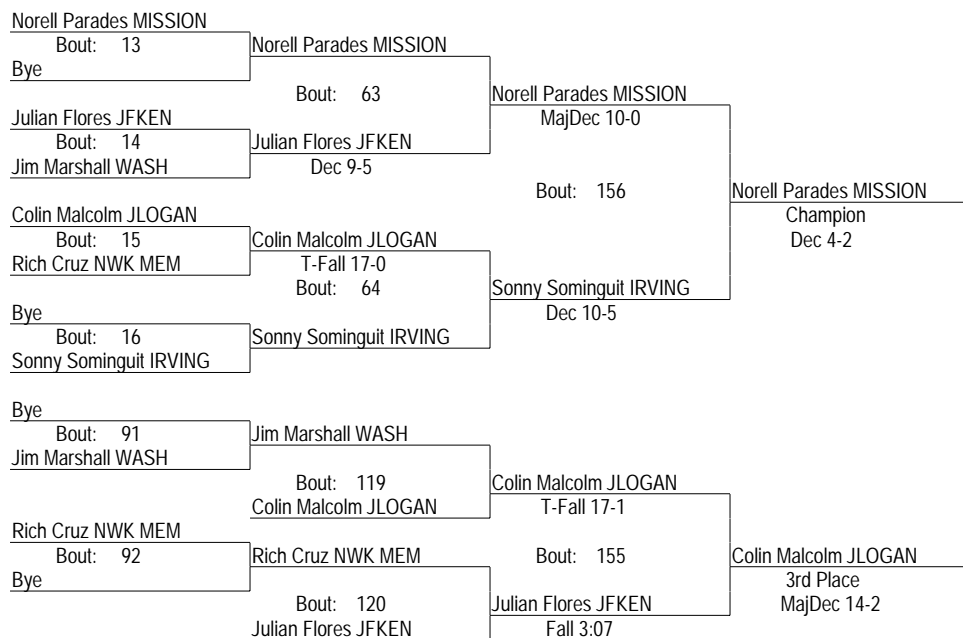 Norell Parades MISSION
Bout: 13
Norell Parades MISSION
Bye
Bout: 63
Norell Parades MISSION
Julian Flores JFKEN
MajDec 10-0
Bout: 14
Julian Flores JFKEN
Jim Marshall WASH
Dec 9-5
Bout: 156
Norell Parades MISSION
Colin Malcolm JLOGAN
Champion
Bout: 15
Colin Malcolm JLOGAN
Dec 4-2
Rich Cruz NWK MEM
T-Fall 17-0
Bout: 64
Sonny Sominguit IRVING
Bye
Dec 10-5
Bout: 16
Sonny Sominguit IRVING
Sonny Sominguit IRVING
Bye
Bout: 91
Jim Marshall WASH
Jim Marshall WASH
Bout: 119
Colin Malcolm JLOGAN
Colin Malcolm JLOGAN
T-Fall 17-1
Rich Cruz NWK MEM
Bout: 92
Rich Cruz NWK MEM
Bout: 155
Colin Malcolm JLOGAN
Bye
3rd Place
Bout: 120
Julian Flores JFKEN
MajDec 14-2
Julian Flores JFKEN
Fall 3:07